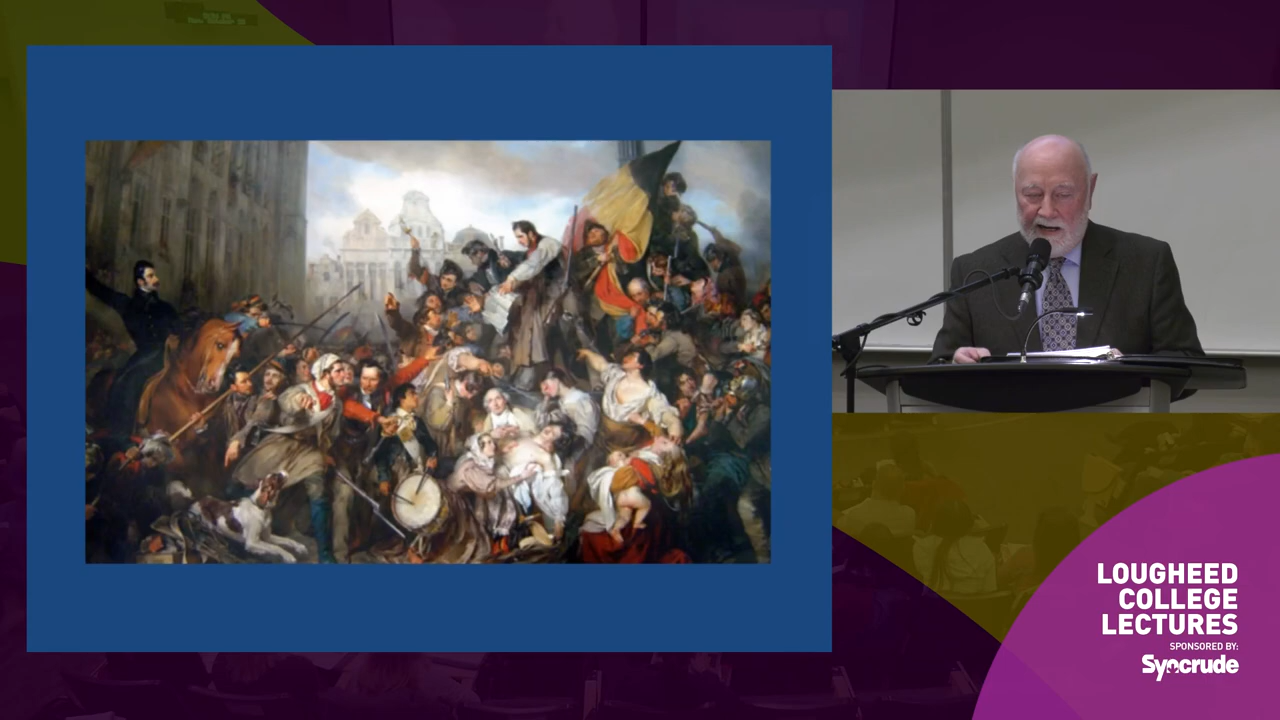 LOUGHEED
COLLEGE
LECTURES
SPONSORED BY:
Syncrude